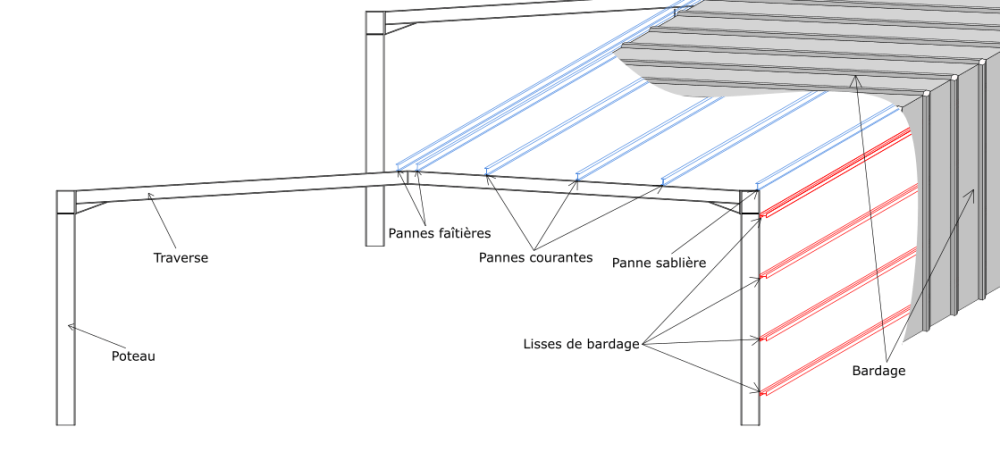 Pannes faîtières
Traverse
Pannes courantes
Panne sablière
Lisses de bardage
Poteau
Bardage